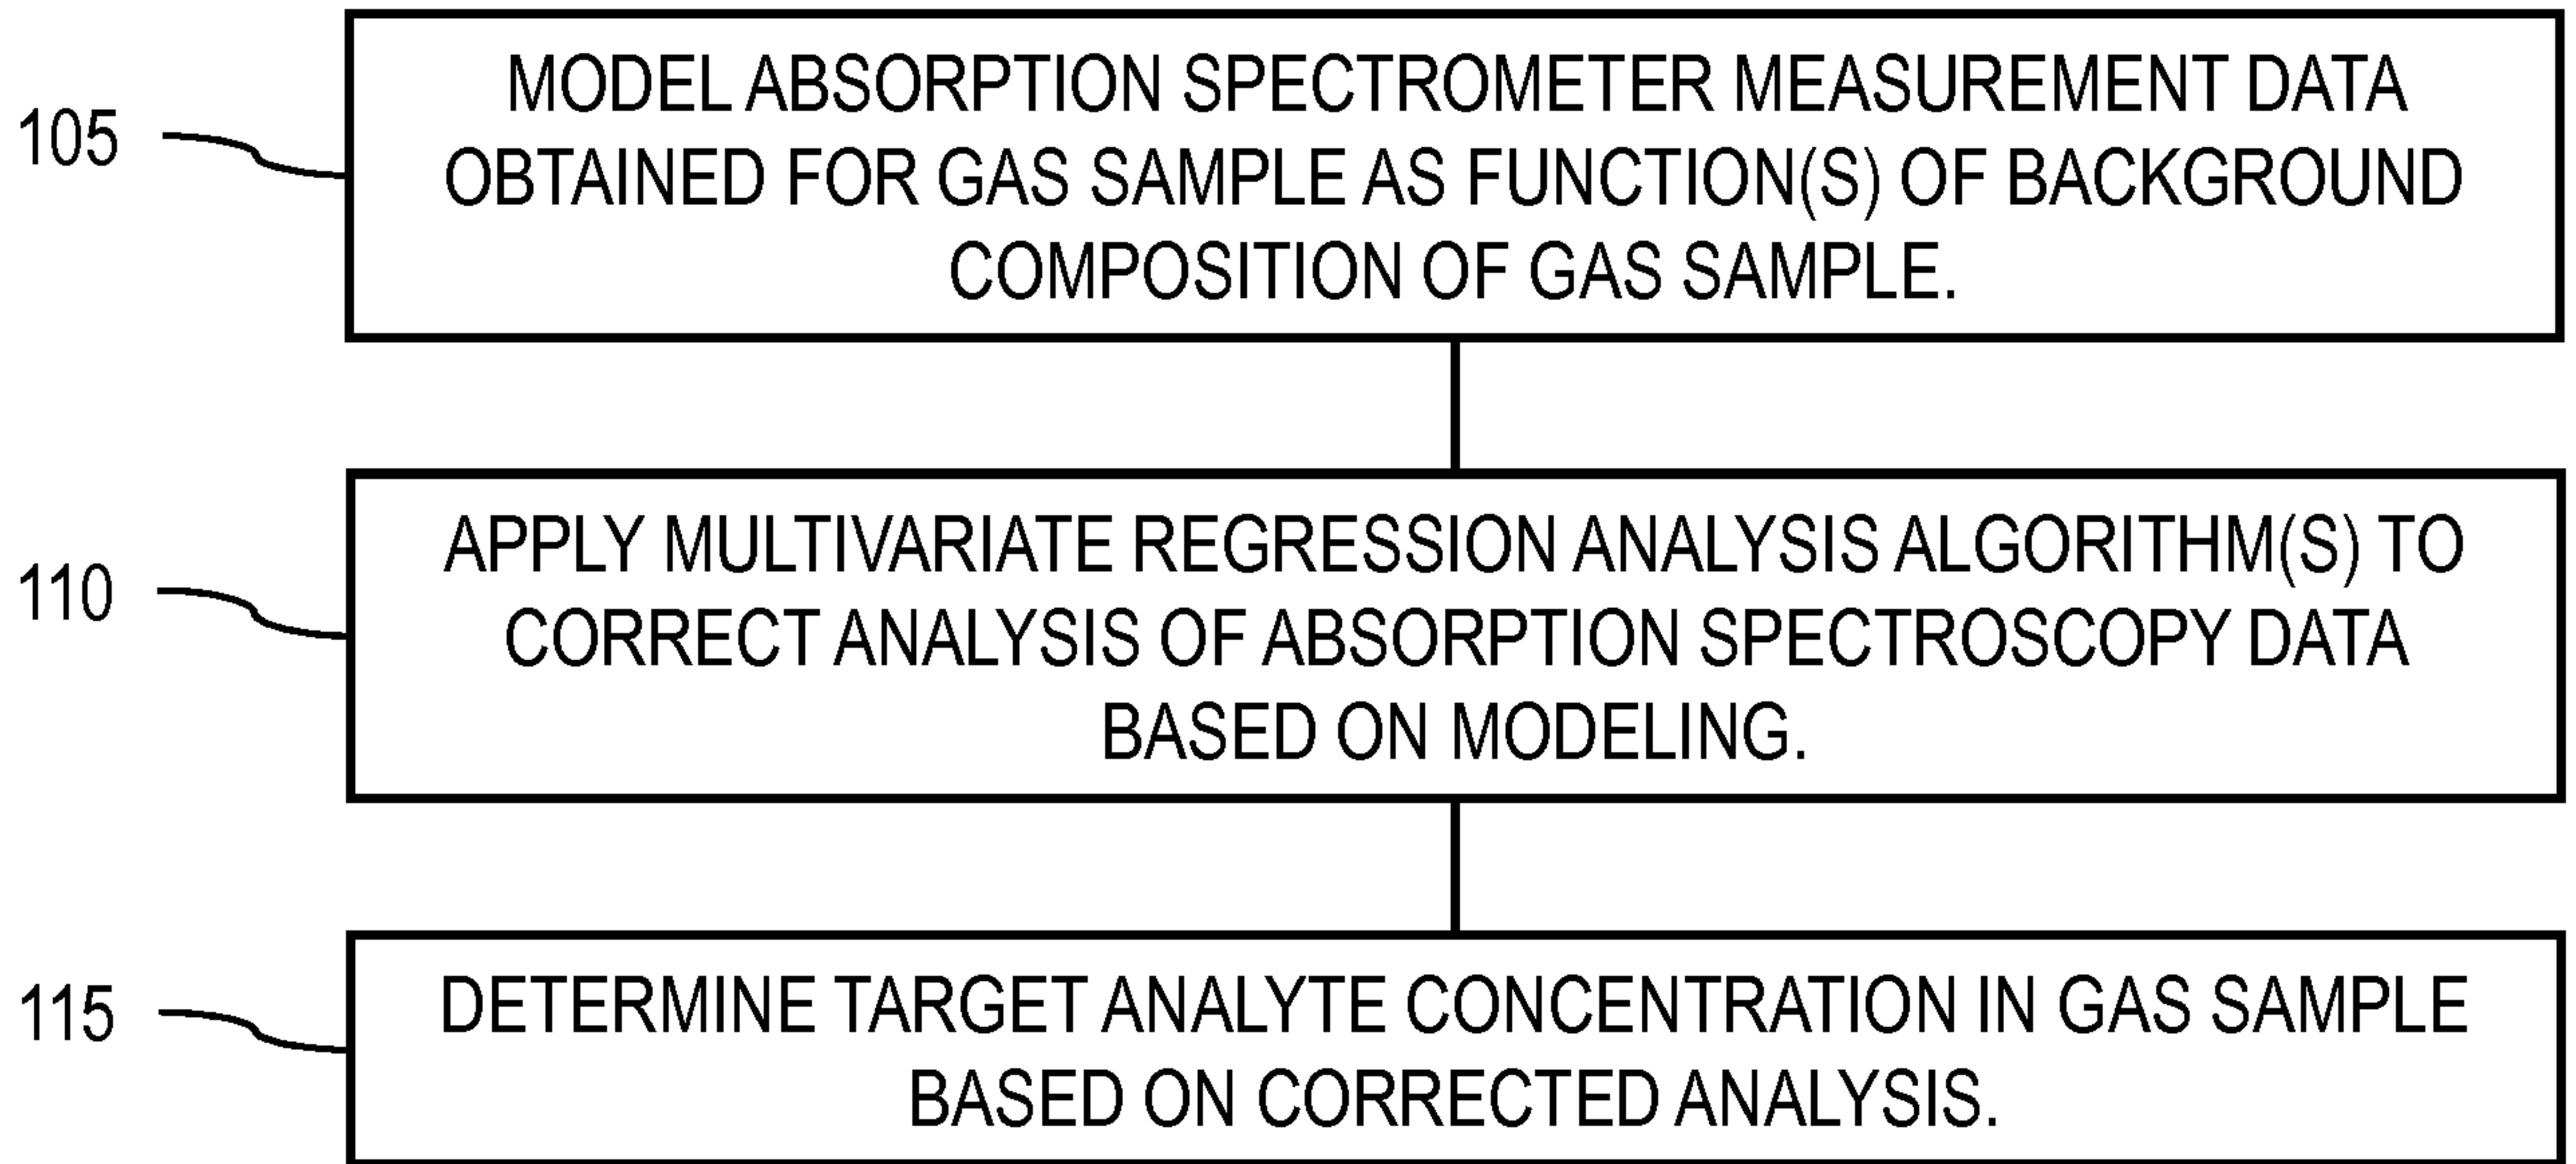 105
MODEL ABSORPTION SPECTROMETER MEASUREMENT DATA
OBTAINED FOR GAS SAMPLE AS FUNCTION(S) OF BACKGROUND
COMPOSITION OF GAS SAMPLE.
110
APPLY MULTIVARIATE REGRESSION ANALYSIS ALGORITHM(S) TO
CORRECT ANALYSIS OF ABSORPTION SPECTROSCOPY DATA
BASED ON MODELING.
115
DETERMINE TARGET ANALYTE CONCENTRATION IN GAS SAMPLE
BASED ON CORRECTED ANALYSIS.